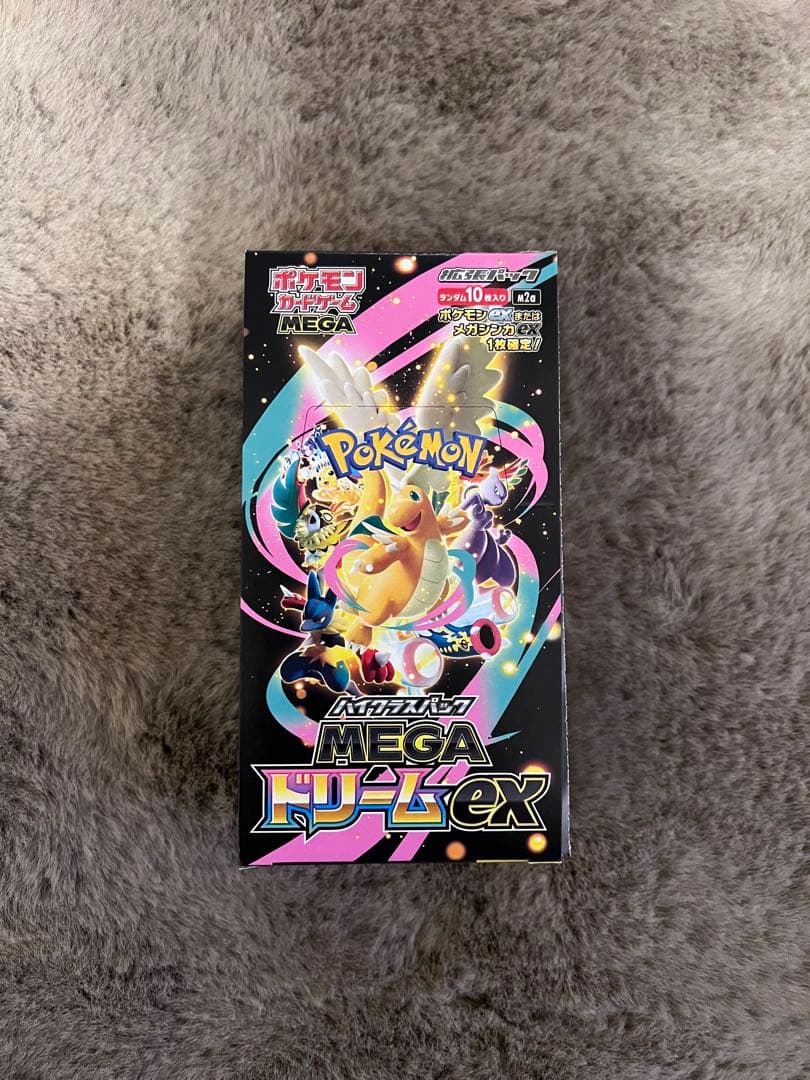 ポケモン
カードゲーム
MEGA
拡張パック
ランダム10枚入り
M2a
ポケモンexまたは
メガシンカex
1枚確定!
POKéMON
ハイクラスパック
MEGA
ドリームex